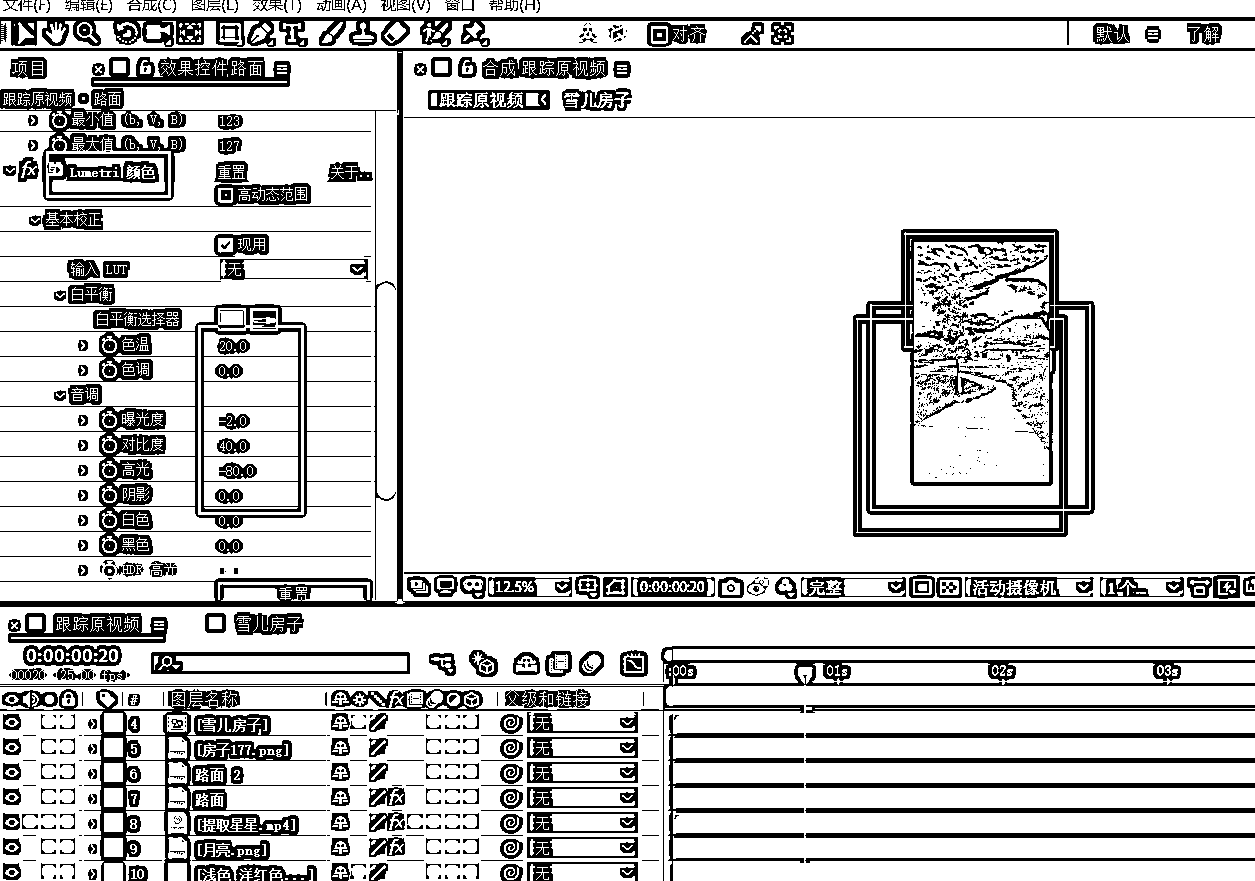 文件(F) 编辑(E) 合成(C) 图层(L) 效果(T) 动画(A) 视图(V) 窗口 帮助(H)
对齐 默认 了解
项目 效果控件 路面
合成 跟踪原视频
跟踪原视频 路面
跟踪原视频 雪儿房子
最小值 (b, V, B) 123
最大值 (b, V, B) 127
fx Lumetri 颜色 重置 关于...
高动态范围
基本校正
现用
输入 LUT 无
白平衡
白平衡选择器
色温 20.0
色调 0.0
音调
曝光度 -2.0
对比度 40.0
高光 -80.0
阴影 0.0
白色 0.0
黑色 0.0
HDR 高光
重置
12.5% 0:00:00:20 完整 活动摄像机 1个...
跟踪原视频 雪儿房子
0:00:00:20
00020 (25.00 fps)
:00s 01s 02s 03s
# 图层名称 父级和链接
4 [雪儿房子] 无
5 [房子177.png] 无
6 路面 2 无
7 路面 无
8 [提取星星.mp4] 无
9 [月亮.png] 无
10 [浅色 洋红色...] 无